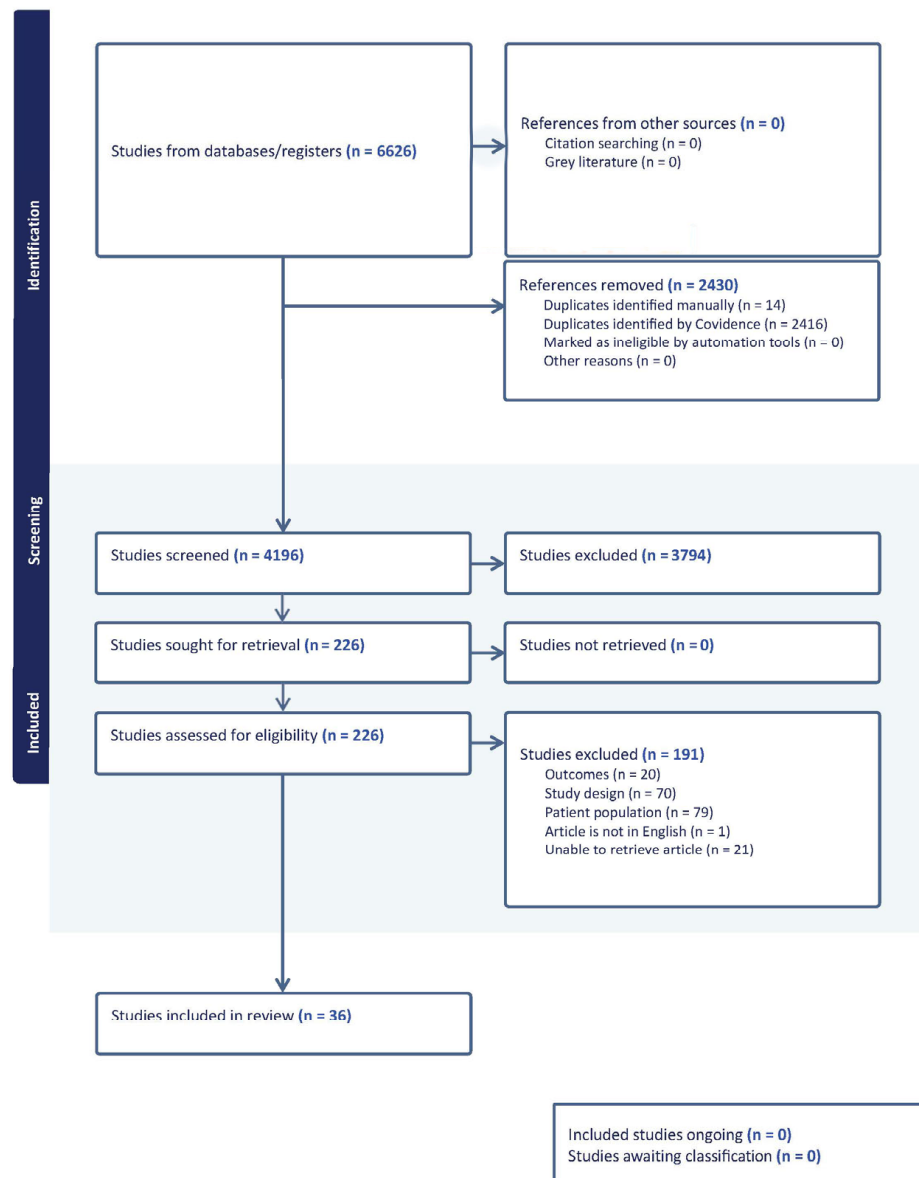 Identification
Studies from databases/registers (n = 6626)
References from other sources (n = 0)
Citation searching (n = 0)
Grey literature (n = 0)
References removed (n = 2430)
Duplicates identified manually (n = 14)
Duplicates identified by Covidence (n = 2416)
Marked as ineligible by automation tools (n – 0)
Other reasons (n = 0)
Screening
Studies screened (n = 4196)
Studies excluded (n = 3794)
Studies sought for retrieval (n = 226)
Studies not retrieved (n = 0)
Included
Studies assessed for eligibility (n = 226)
Studies excluded (n = 191)
Outcomes (n = 20)
Study design (n = 70)
Patient population (n = 79)
Article is not in English (n = 1)
Unable to retrieve article (n = 21)
Studies included in review (n = 36)
Included studies ongoing (n = 0)
Studies awaiting classification (n = 0)